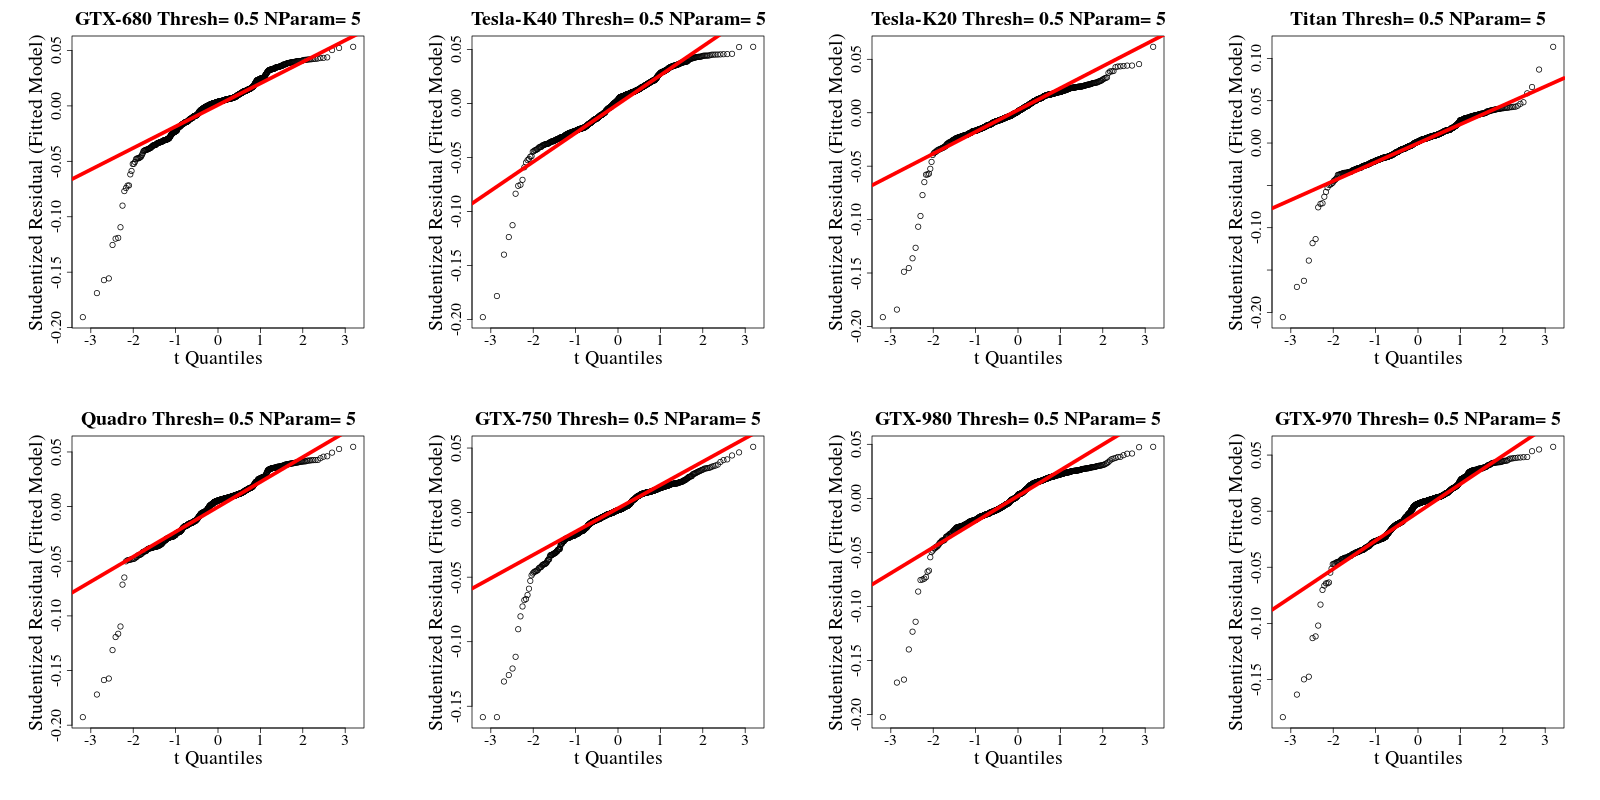 GTX-680 Thresh= 0.5 NParam= 5
Studentized Residual (Fitted Model)
0.05
0.00
-0.05
-0.10
-0.15
-0.20
-3 -2 -1 0 1 2 3
t Quantiles
Tesla-K40 Thresh= 0.5 NParam= 5
Studentized Residual (Fitted Model)
0.05
0.00
-0.05
-0.10
-0.15
-0.20
-3 -2 -1 0 1 2 3
t Quantiles
Tesla-K20 Thresh= 0.5 NParam= 5
Studentized Residual (Fitted Model)
0.05
0.00
-0.05
-0.10
-0.15
-0.20
-3 -2 -1 0 1 2 3
t Quantiles
Titan Thresh= 0.5 NParam= 5
Studentized Residual (Fitted Model)
0.10
0.05
0.00
-0.10
-0.20
-3 -2 -1 0 1 2 3
t Quantiles
Quadro Thresh= 0.5 NParam= 5
Studentized Residual (Fitted Model)
0.05
0.00
-0.05
-0.10
-0.15
-0.20
-3 -2 -1 0 1 2 3
t Quantiles
GTX-750 Thresh= 0.5 NParam= 5
Studentized Residual (Fitted Model)
0.05
0.00
-0.05
-0.10
-0.15
-3 -2 -1 0 1 2 3
t Quantiles
GTX-980 Thresh= 0.5 NParam= 5
Studentized Residual (Fitted Model)
0.05
0.00
-0.05
-0.10
-0.15
-0.20
-3 -2 -1 0 1 2 3
t Quantiles
GTX-970 Thresh= 0.5 NParam= 5
Studentized Residual (Fitted Model)
0.05
0.00
-0.05
-0.10
-0.15
-3 -2 -1 0 1 2 3
t Quantiles